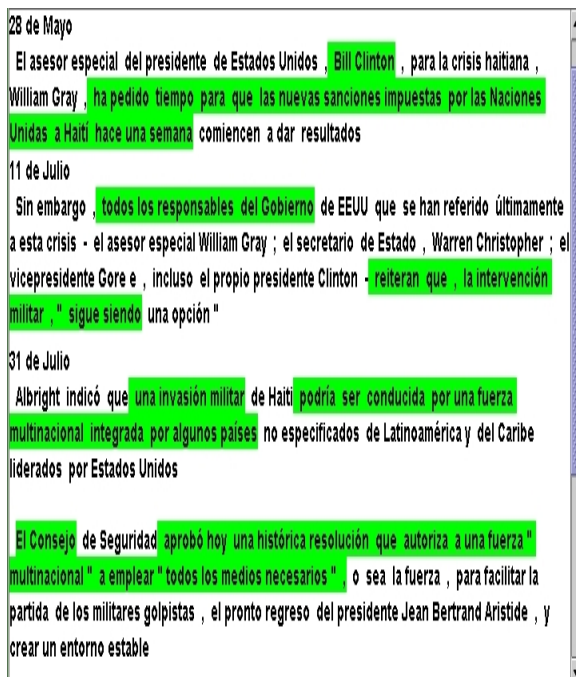 28 de Mayo
El asesor especial del presidente de Estados Unidos , Bill Clinton , para la crisis haitiana ,
William Gray , ha pedido tiempo para que las nuevas sanciones impuestas por las Naciones
Unidas a Haití hace una semana comiencen a dar resultados
11 de Julio
Sin embargo , todos los responsables del Gobierno de EEUU que se han referido últimamente
a esta crisis - el asesor especial William Gray ; el secretario de Estado , Warren Christopher ; el
vicepresidente Gore e , incluso el propio presidente Clinton - reiteran que , la intervención
militar , " sigue siendo una opción "
31 de Julio
Albright indicó que una invasión militar de Haiti podría ser conducida por una fuerza
multinacional integrada por algunos países no especificados de Latinoamérica y del Caribe
liderados por Estados Unidos
El Consejo de Seguridad aprobó hoy una histórica resolución que autoriza a una fuerza "
multinacional " a emplear " todos los medios necesarios " , o sea la fuerza , para facilitar la
partida de los militares golpistas , el pronto regreso del presidente Jean Bertrand Aristide , y
crear un entorno estable